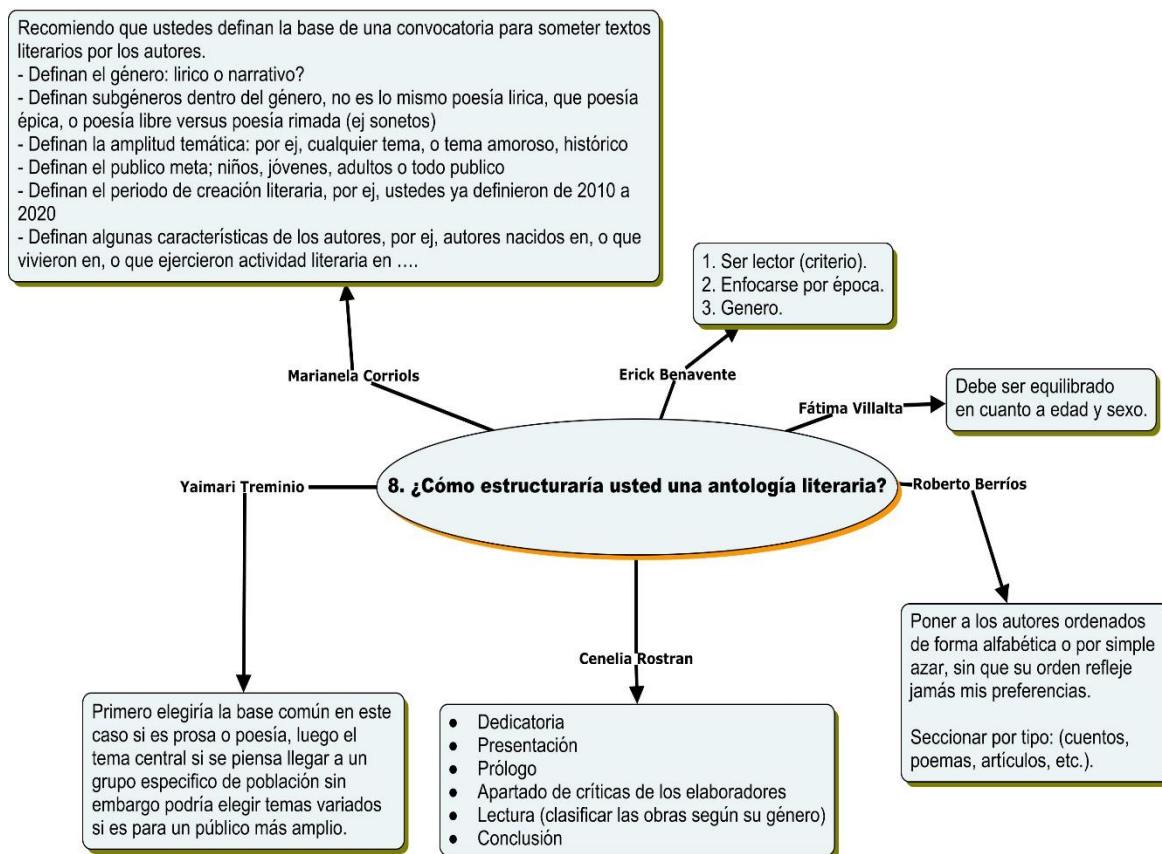 Recomiendo que ustedes definan la base de una convocatoria para someter textos
literarios por los autores.
- Definan el género: lirico o narrativo?
- Definan subgéneros dentro del género, no es lo mismo poesía lirica, que poesía
épica, o poesía libre versus poesía rimada (ej sonetos)
- Definan la amplitud temática: por ej, cualquier tema, o tema amoroso, histórico
- Definan el publico meta; niños, jóvenes, adultos o todo publico
- Definan el periodo de creación literaria, por ej, ustedes ya definieron de 2010 a
2020
- Definan algunas características de los autores, por ej, autores nacidos en, o que
vivieron en, o que ejercieron actividad literaria en ….
1. Ser lector (criterio).
2. Enfocarse por época.
3. Genero.
Marianela Corriols
Erick Benavente
Fátima Villalta
Debe ser equilibrado
en cuanto a edad y sexo.
Yaimari Treminio
8. ¿Cómo estructuraría usted una antología literaria?
Roberto Berríos
Cenelia Rostran
Primero elegiría la base común en este
caso si es prosa o poesía, luego el
tema central si se piensa llegar a un
grupo especifico de población sin
embargo podría elegir temas variados
si es para un público más amplio.
● Dedicatoria
● Presentación
● Prólogo
● Apartado de críticas de los elaboradores
● Lectura (clasificar las obras según su género)
● Conclusión
Poner a los autores ordenados
de forma alfabética o por simple
azar, sin que su orden refleje
jamás mis preferencias.
Seccionar por tipo: (cuentos,
poemas, artículos, etc.).